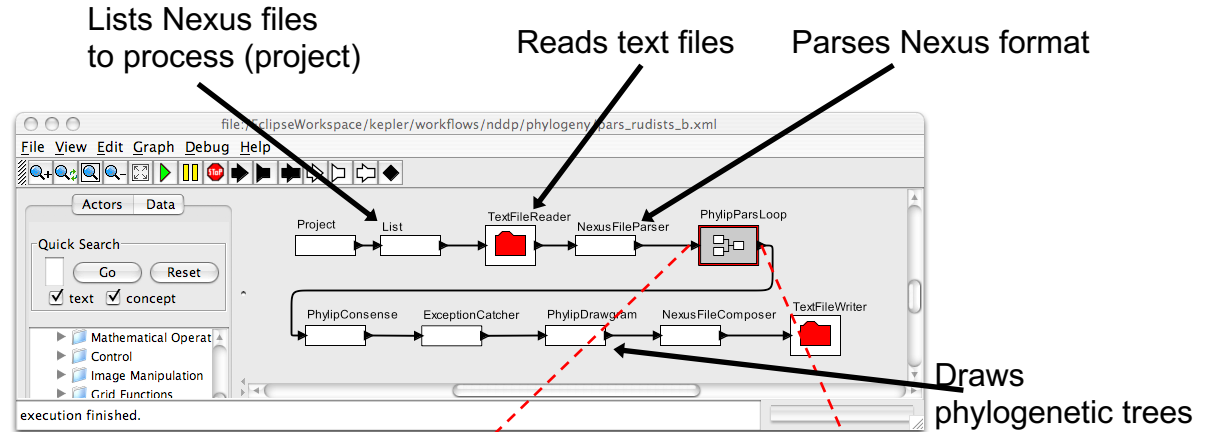 Lists Nexus files
to process (project)
Reads text files
Parses Nexus format
file:/EclipseWorkspace/kepler/workflows/nddp/phylogeny/pars_rudists_b.xml
File View Edit Graph Debug Help
STOP
Actors Data
Quick Search
Go Reset
text concept
Mathematical Operat
Control
Image Manipulation
Grid Functions
Project
List
TextFileReader
NexusFileParser
PhylipParsLoop
PhylipConsense
ExceptionCatcher
PhylipDrawgram
NexusFileComposer
TextFileWriter
execution finished.
Draws
phylogenetic trees